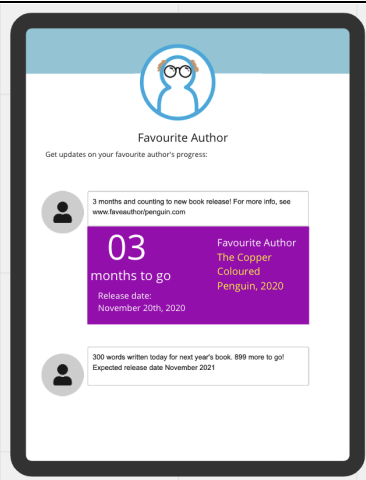 Favourite Author
Get updates on your favourite author's progress:
3 months and counting to new book release! For more info, see
www.faveauthor/penguin.com
03
months to go
Release date:
November 20th, 2020
Favourite Author
The Copper
Coloured
Penguin, 2020
300 words written today for next year's book. 899 more to go!
Expected release date November 2021